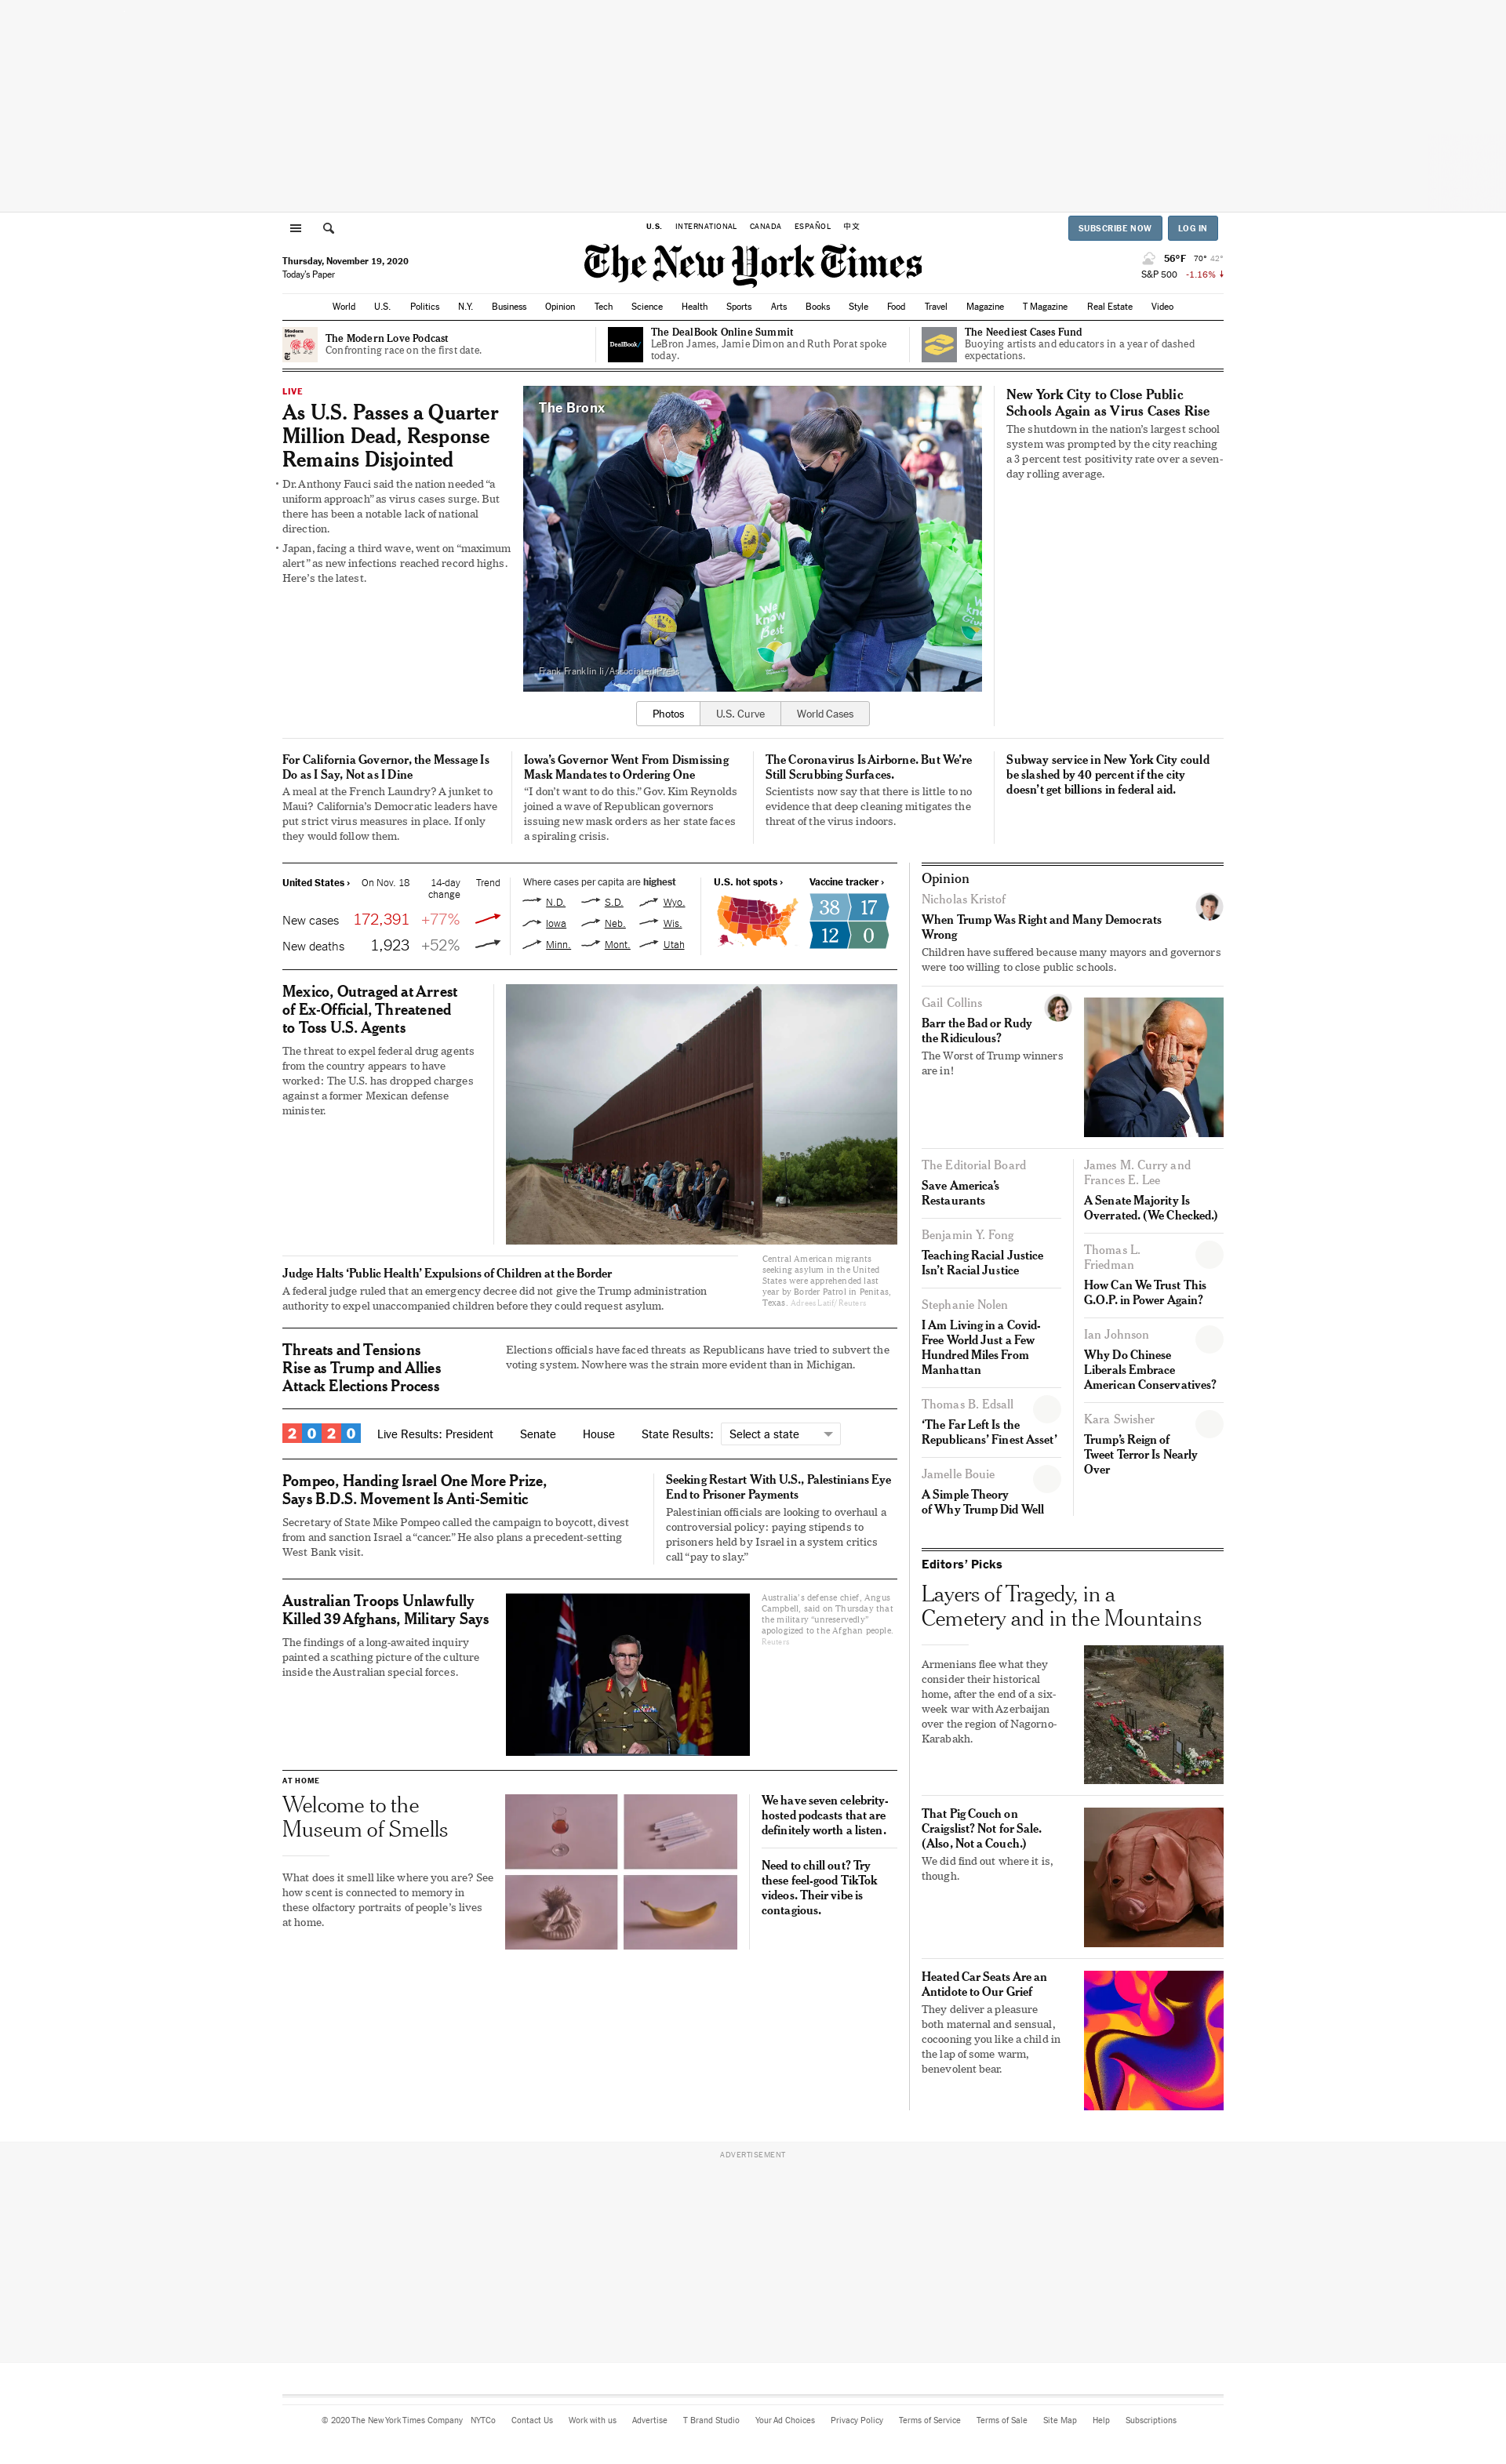 U.S. INTERNATIONAL CANADA ESPAÑOL 中文
SUBSCRIBE NOW LOG IN
Thursday, November 19, 2020
Today's Paper
The New York Times
56°F 70° 42°
S&P 500 -1.16%
World U.S. Politics N.Y. Business Opinion Tech Science Health Sports Arts Books Style Food Travel Magazine T Magazine Real Estate Video
Modern
Love
The Modern Love Podcast
Confronting race on the first date.
DealBook/
The DealBook Online Summit
LeBron James, Jamie Dimon and Ruth Porat spoke
today.
The Neediest Cases Fund
Buoying artists and educators in a year of dashed
expectations.
LIVE
As U.S. Passes a Quarter
Million Dead, Response
Remains Disjointed
• Dr. Anthony Fauci said the nation needed “a
uniform approach” as virus cases surge. But
there has been a notable lack of national
direction.
• Japan, facing a third wave, went on “maximum
alert” as new infections reached record highs.
Here’s the latest.
The Bronx
We
know
Best
Frank Franklin Ii/Associated Press
Photos U.S. Curve World Cases
New York City to Close Public
Schools Again as Virus Cases Rise
The shutdown in the nation’s largest school
system was prompted by the city reaching
a 3 percent test positivity rate over a seven-
day rolling average.
For California Governor, the Message Is
Do as I Say, Not as I Dine
A meal at the French Laundry? A junket to
Maui? California’s Democratic leaders have
put strict virus measures in place. If only
they would follow them.
Iowa’s Governor Went From Dismissing
Mask Mandates to Ordering One
“I don’t want to do this.” Gov. Kim Reynolds
joined a wave of Republican governors
issuing new mask orders as her state faces
a spiraling crisis.
The Coronavirus Is Airborne. But We’re
Still Scrubbing Surfaces.
Scientists now say that there is little to no
evidence that deep cleaning mitigates the
threat of the virus indoors.
Subway service in New York City could
be slashed by 40 percent if the city
doesn’t get billions in federal aid.
United States › On Nov. 18 14-day
change Trend
New cases 172,391 +77%
New deaths 1,923 +52%
Where cases per capita are highest
N.D. S.D. Wyo.
Iowa Neb. Wis.
Minn. Mont. Utah
U.S. hot spots ›
Vaccine tracker ›
38 17
12 0
Mexico, Outraged at Arrest
of Ex-Official, Threatened
to Toss U.S. Agents
The threat to expel federal drug agents
from the country appears to have
worked: The U.S. has dropped charges
against a former Mexican defense
minister.
Judge Halts ‘Public Health’ Expulsions of Children at the Border
A federal judge ruled that an emergency decree did not give the Trump administration
authority to expel unaccompanied children before they could request asylum.
Central American migrants
seeking asylum in the United
States were apprehended last
year by Border Patrol in Penitas,
Texas. Adrees Latif/Reuters
Threats and Tensions
Rise as Trump and Allies
Attack Elections Process
Elections officials have faced threats as Republicans have tried to subvert the
voting system. Nowhere was the strain more evident than in Michigan.
2020 Live Results: President Senate House State Results: Select a state
Pompeo, Handing Israel One More Prize,
Says B.D.S. Movement Is Anti-Semitic
Secretary of State Mike Pompeo called the campaign to boycott, divest
from and sanction Israel a “cancer.” He also plans a precedent-setting
West Bank visit.
Seeking Restart With U.S., Palestinians Eye
End to Prisoner Payments
Palestinian officials are looking to overhaul a
controversial policy: paying stipends to
prisoners held by Israel in a system critics
call “pay to slay.”
Australian Troops Unlawfully
Killed 39 Afghans, Military Says
The findings of a long-awaited inquiry
painted a scathing picture of the culture
inside the Australian special forces.
Australia’s defense chief, Angus
Campbell, said on Thursday that
the military “unreservedly”
apologized to the Afghan people.
Reuters
AT HOME
Welcome to the
Museum of Smells
What does it smell like where you are? See
how scent is connected to memory in
these olfactory portraits of people’s lives
at home.
We have seven celebrity-
hosted podcasts that are
definitely worth a listen.
Need to chill out? Try
these feel-good TikTok
videos. Their vibe is
contagious.
Opinion
Nicholas Kristof
When Trump Was Right and Many Democrats
Wrong
Children have suffered because many mayors and governors
were too willing to close public schools.
Gail Collins
Barr the Bad or Rudy
the Ridiculous?
The Worst of Trump winners
are in!
The Editorial Board
Save America’s
Restaurants
Benjamin Y. Fong
Teaching Racial Justice
Isn’t Racial Justice
Stephanie Nolen
I Am Living in a Covid-
Free World Just a Few
Hundred Miles From
Manhattan
Thomas B. Edsall
‘The Far Left Is the
Republicans’ Finest Asset’
Jamelle Bouie
A Simple Theory
of Why Trump Did Well
James M. Curry and
Frances E. Lee
A Senate Majority Is
Overrated. (We Checked.)
Thomas L.
Friedman
How Can We Trust This
G.O.P. in Power Again?
Ian Johnson
Why Do Chinese
Liberals Embrace
American Conservatives?
Kara Swisher
Trump’s Reign of
Tweet Terror Is Nearly
Over
Editors’ Picks
Layers of Tragedy, in a
Cemetery and in the Mountains
Armenians flee what they
consider their historical
home, after the end of a six-
week war with Azerbaijan
over the region of Nagorno-
Karabakh.
That Pig Couch on
Craigslist? Not for Sale.
(Also, Not a Couch.)
We did find out where it is,
though.
Heated Car Seats Are an
Antidote to Our Grief
They deliver a pleasure
both maternal and sensual,
cocooning you like a child in
the lap of some warm,
benevolent bear.
ADVERTISEMENT
© 2020 The New York Times Company NYTCo Contact Us Work with us Advertise T Brand Studio Your Ad Choices Privacy Policy Terms of Service Terms of Sale Site Map Help Subscriptions